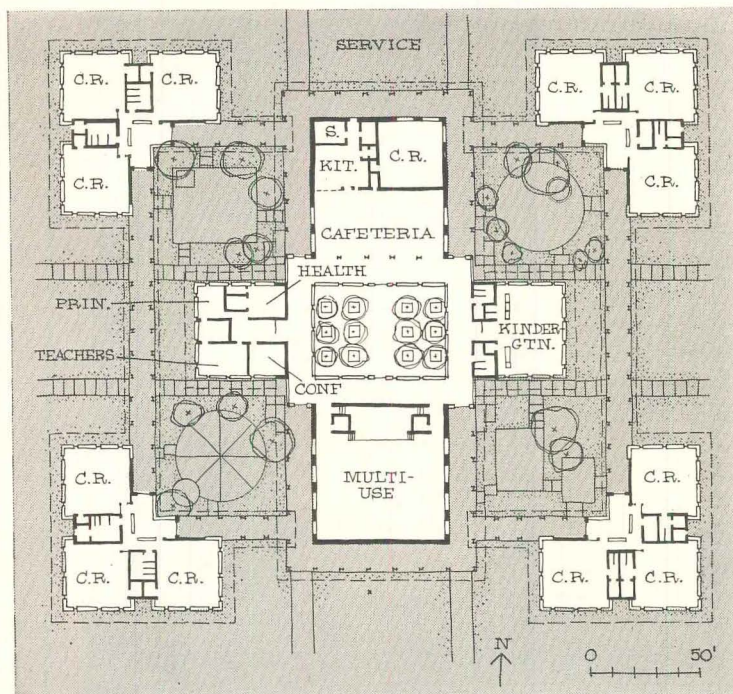 SERVICE
C.R.
C.R.
C.R.
C.R.
S.
KIT.
C.R.
C.R.
C.R.
CAFETERIA
HEALTH
PRIN.
KINDER-
GTN.
TEACHERS
CONF
MULTI-
USE
C.R.
C.R.
C.R.
C.R.
C.R.
C.R.
N
0 50'